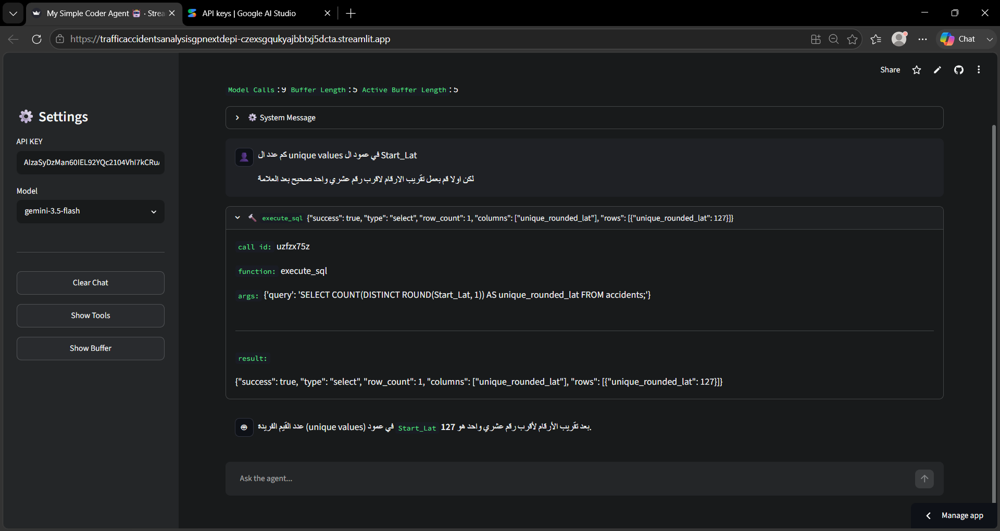 My Simple Coder Agent 🤖 · Strea
API keys | Google AI Studio
https://trafficaccidentsanalysisgpnextdepi-czexsgqukyajbbtxj5dcta.streamlit.app
Chat
Share
Settings
API KEY
AIzaSyDzMan60IEL92YQc2104VhI7kCRu
Model
gemini-3.5-flash
Clear Chat
Show Tools
Show Buffer
Model Calls :9 Buffer Length :5 Active Buffer Length :5
System Message
كم عدد ال unique values في عمود ال Start_Lat
لكن اولا قم بعمل تقريب الارقام لاقرب رقم عشري واحد صحيح بعد العلامة
execute_sql {"success": true, "type": "select", "row_count": 1, "columns": ["unique_rounded_lat"], "rows": [{"unique_rounded_lat": 127}]}
call id: uzfzx75z
function: execute_sql
args: {'query': 'SELECT COUNT(DISTINCT ROUND(Start_Lat, 1)) AS unique_rounded_lat FROM accidents;'}
result:
{"success": true, "type": "select", "row_count": 1, "columns": ["unique_rounded_lat"], "rows": [{"unique_rounded_lat": 127}]}
عدد القيم الفريدة (unique values) في عمود Start_Lat بعد تقريب الأرقام لأقرب رقم عشري واحد هو 127.
Ask the agent...
Manage app